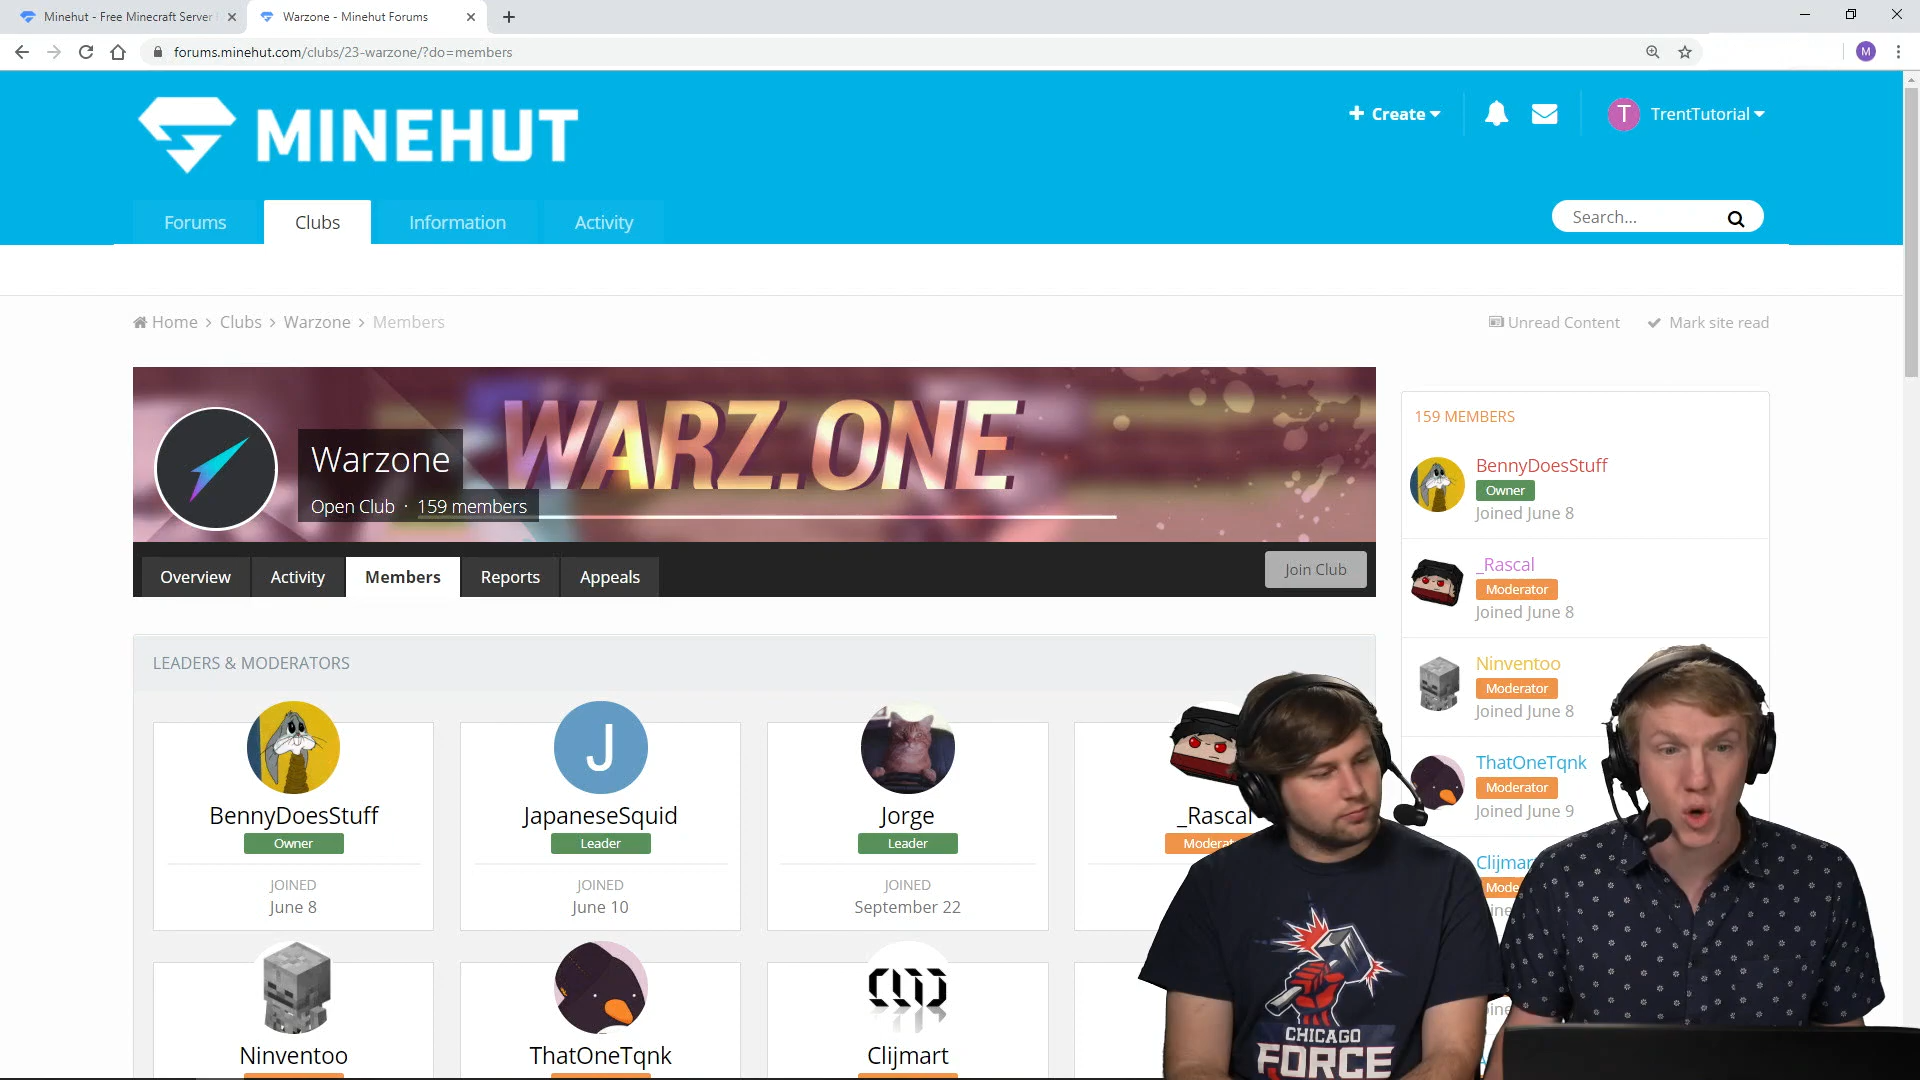 Minehut - Free Minecraft Server
Warzone - Minehut Forums
forums.minehut.com/clubs/23-warzone/?do=members
M
MINEHUT
Create
T
TrentTutorial
Forums
Clubs
Information
Activity
Search...
Home
Clubs
Warzone
Members
Unread Content
Mark site read
WARZ.ONE
Warzone
Open Club · 159 members
Overview
Activity
Members
Reports
Appeals
Join Club
159 MEMBERS
BennyDoesStuff
Owner
Joined June 8
_Rascal
Moderator
Joined June 8
Ninventoo
Moderator
Joined June 8
ThatOneTqnk
Moderator
Joined June 9
LEADERS & MODERATORS
BennyDoesStuff
Owner
JOINED
June 8
J
JapaneseSquid
Leader
JOINED
June 10
Jorge
Leader
JOINED
September 22
_Rascal
Ninventoo
ThatOneTqnk
Clijmart
CHICAGO
FORCE